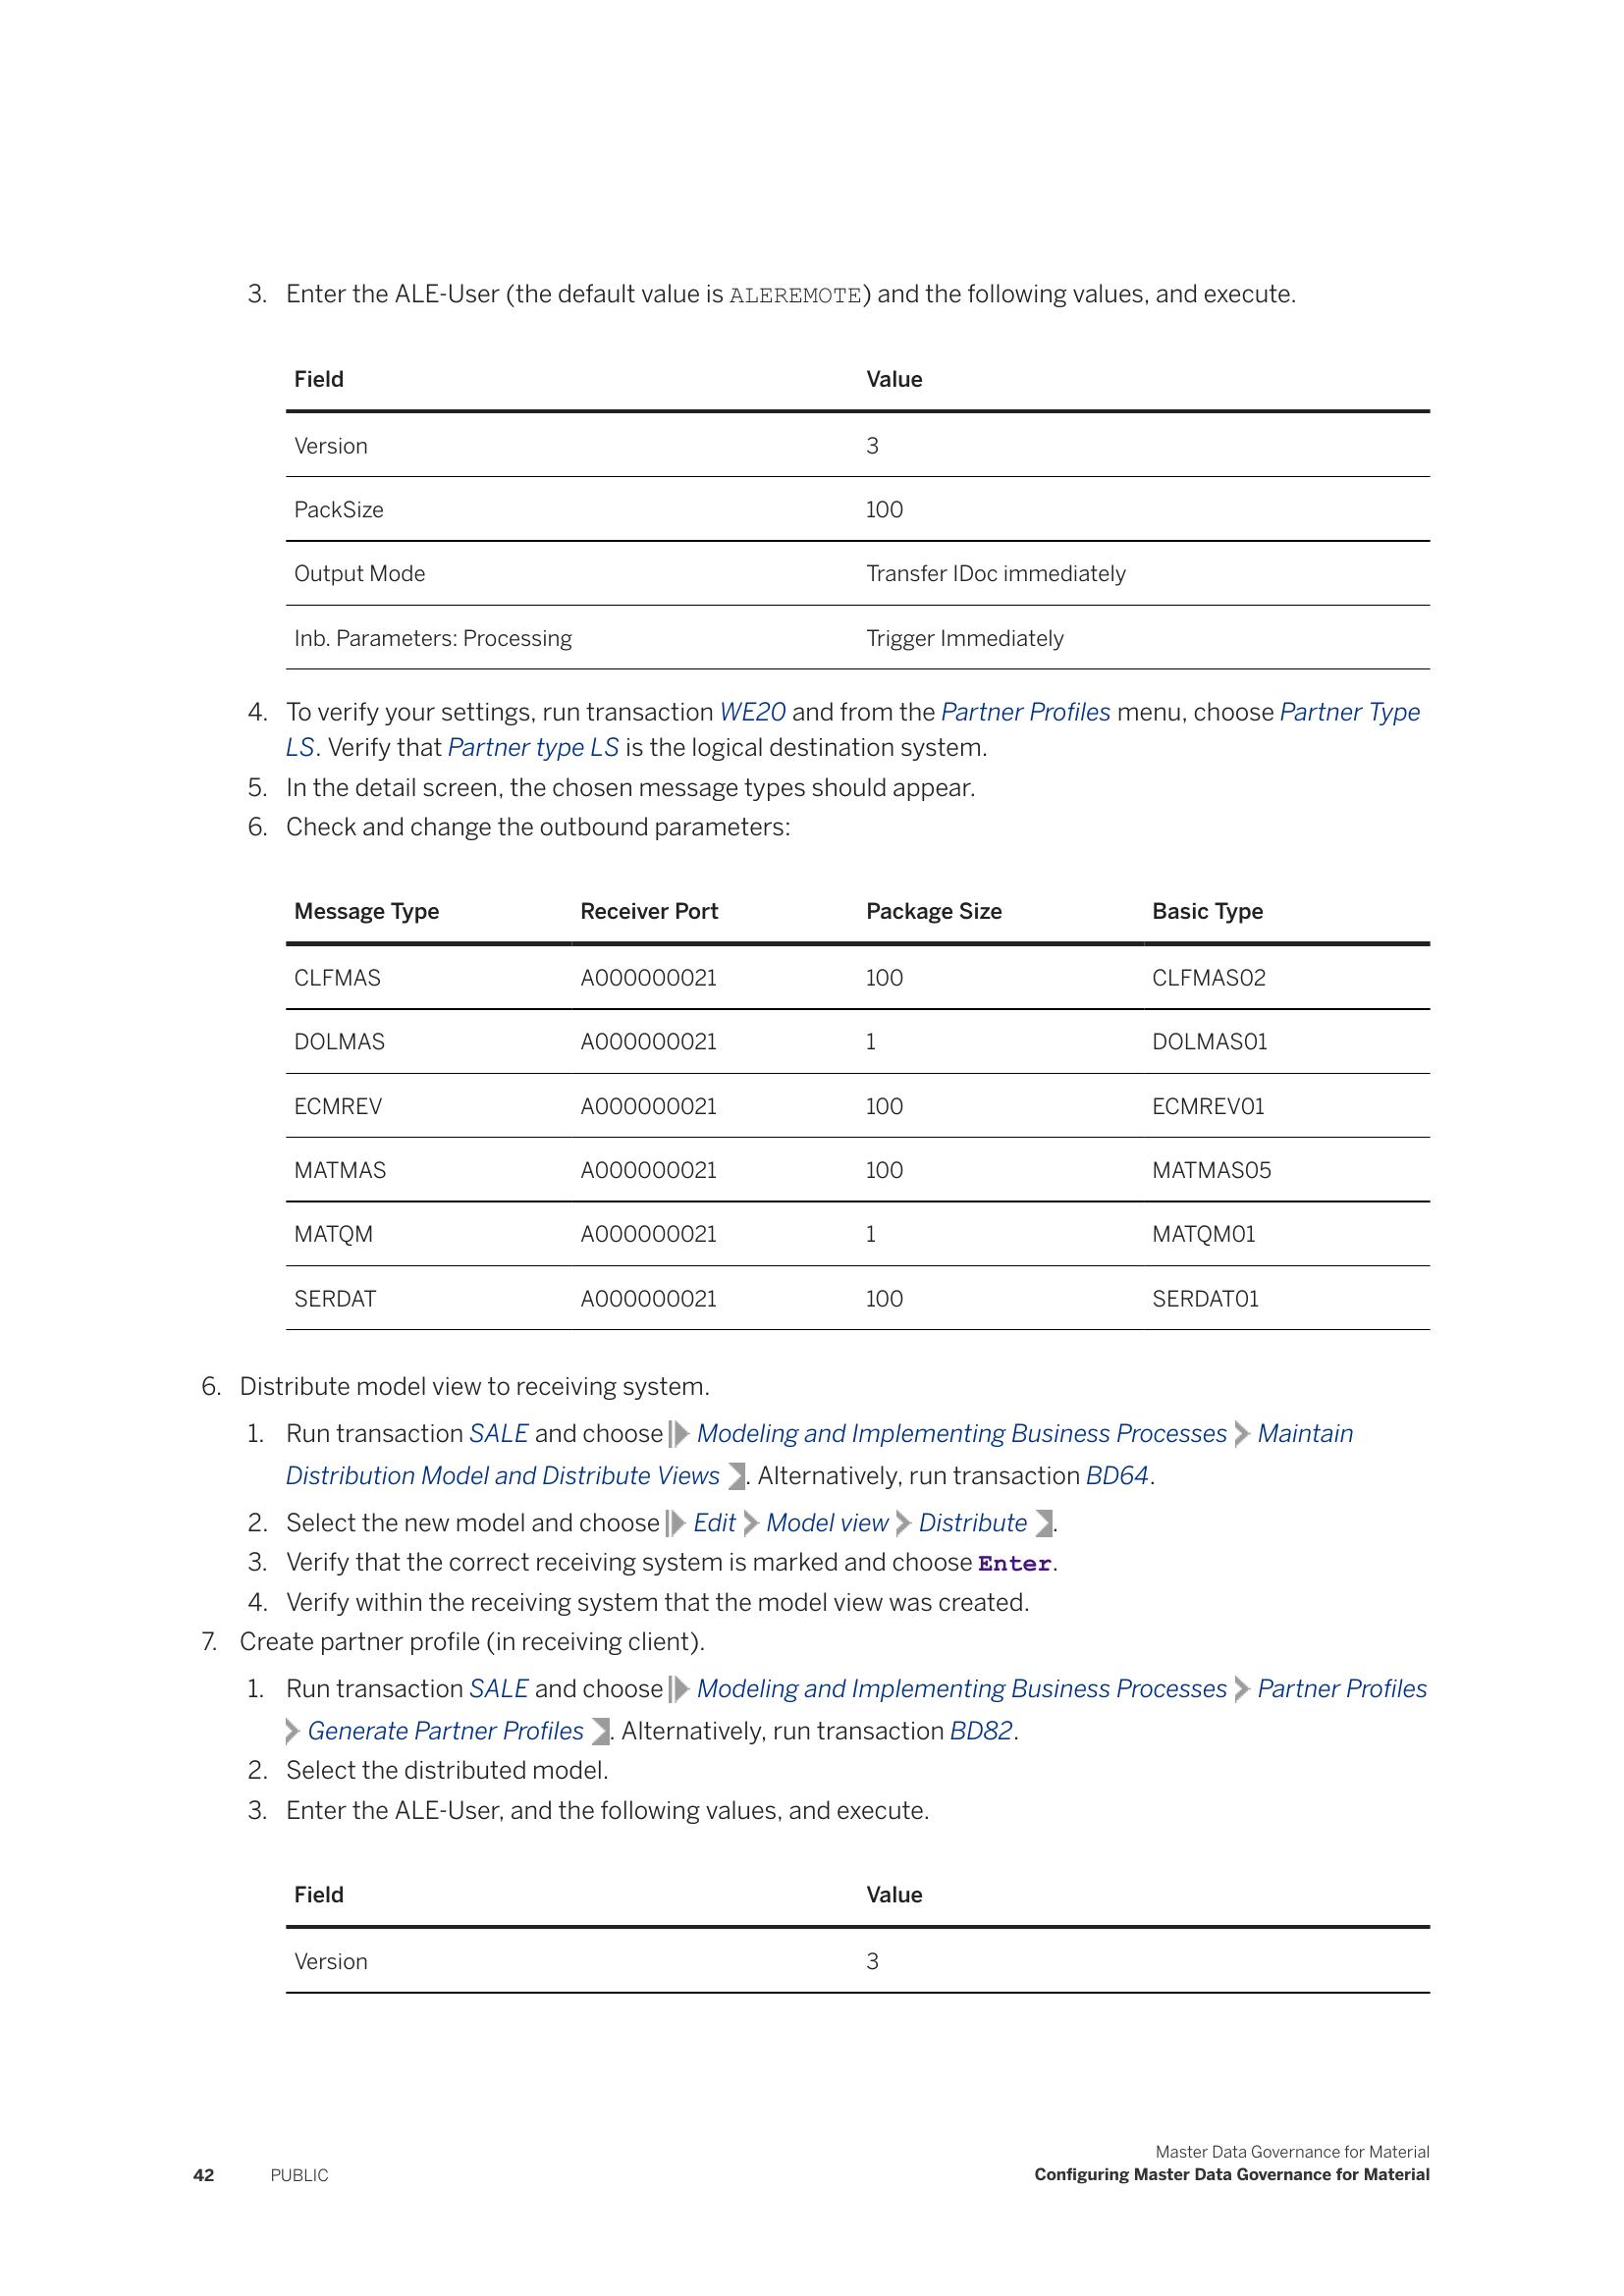 3. Enter the ALE-User (the default value is ALEREMOTE) and the following values, and execute.
Field Value
Version 3
PackSize 100
Output Mode Transfer IDoc immediately
Inb. Parameters: Processing Trigger Immediately
4. To verify your settings, run transaction WE20 and from the Partner Profiles menu, choose Partner Type
LS. Verify that Partner type LS is the logical destination system.
5. In the detail screen, the chosen message types should appear.
6. Check and change the outbound parameters:
Message Type Receiver Port Package Size Basic Type
CLFMAS A000000021 100 CLFMAS02
DOLMAS A000000021 1 DOLMAS01
ECMREV A000000021 100 ECMREV01
MATMAS A000000021 100 MATMAS05
MATQM A000000021 1 MATQM01
SERDAT A000000021 100 SERDAT01
6. Distribute model view to receiving system.
1. Run transaction SALE and choose Modeling and Implementing Business Processes Maintain
Distribution Model and Distribute Views. Alternatively, run transaction BD64.
2. Select the new model and choose Edit Model view Distribute.
3. Verify that the correct receiving system is marked and choose Enter.
4. Verify within the receiving system that the model view was created.
7. Create partner profile (in receiving client).
1. Run transaction SALE and choose Modeling and Implementing Business Processes Partner Profiles
Generate Partner Profiles. Alternatively, run transaction BD82.
2. Select the distributed model.
3. Enter the ALE-User, and the following values, and execute.
Field Value
Version 3
Master Data Governance for Material
42 PUBLIC Configuring Master Data Governance for Material